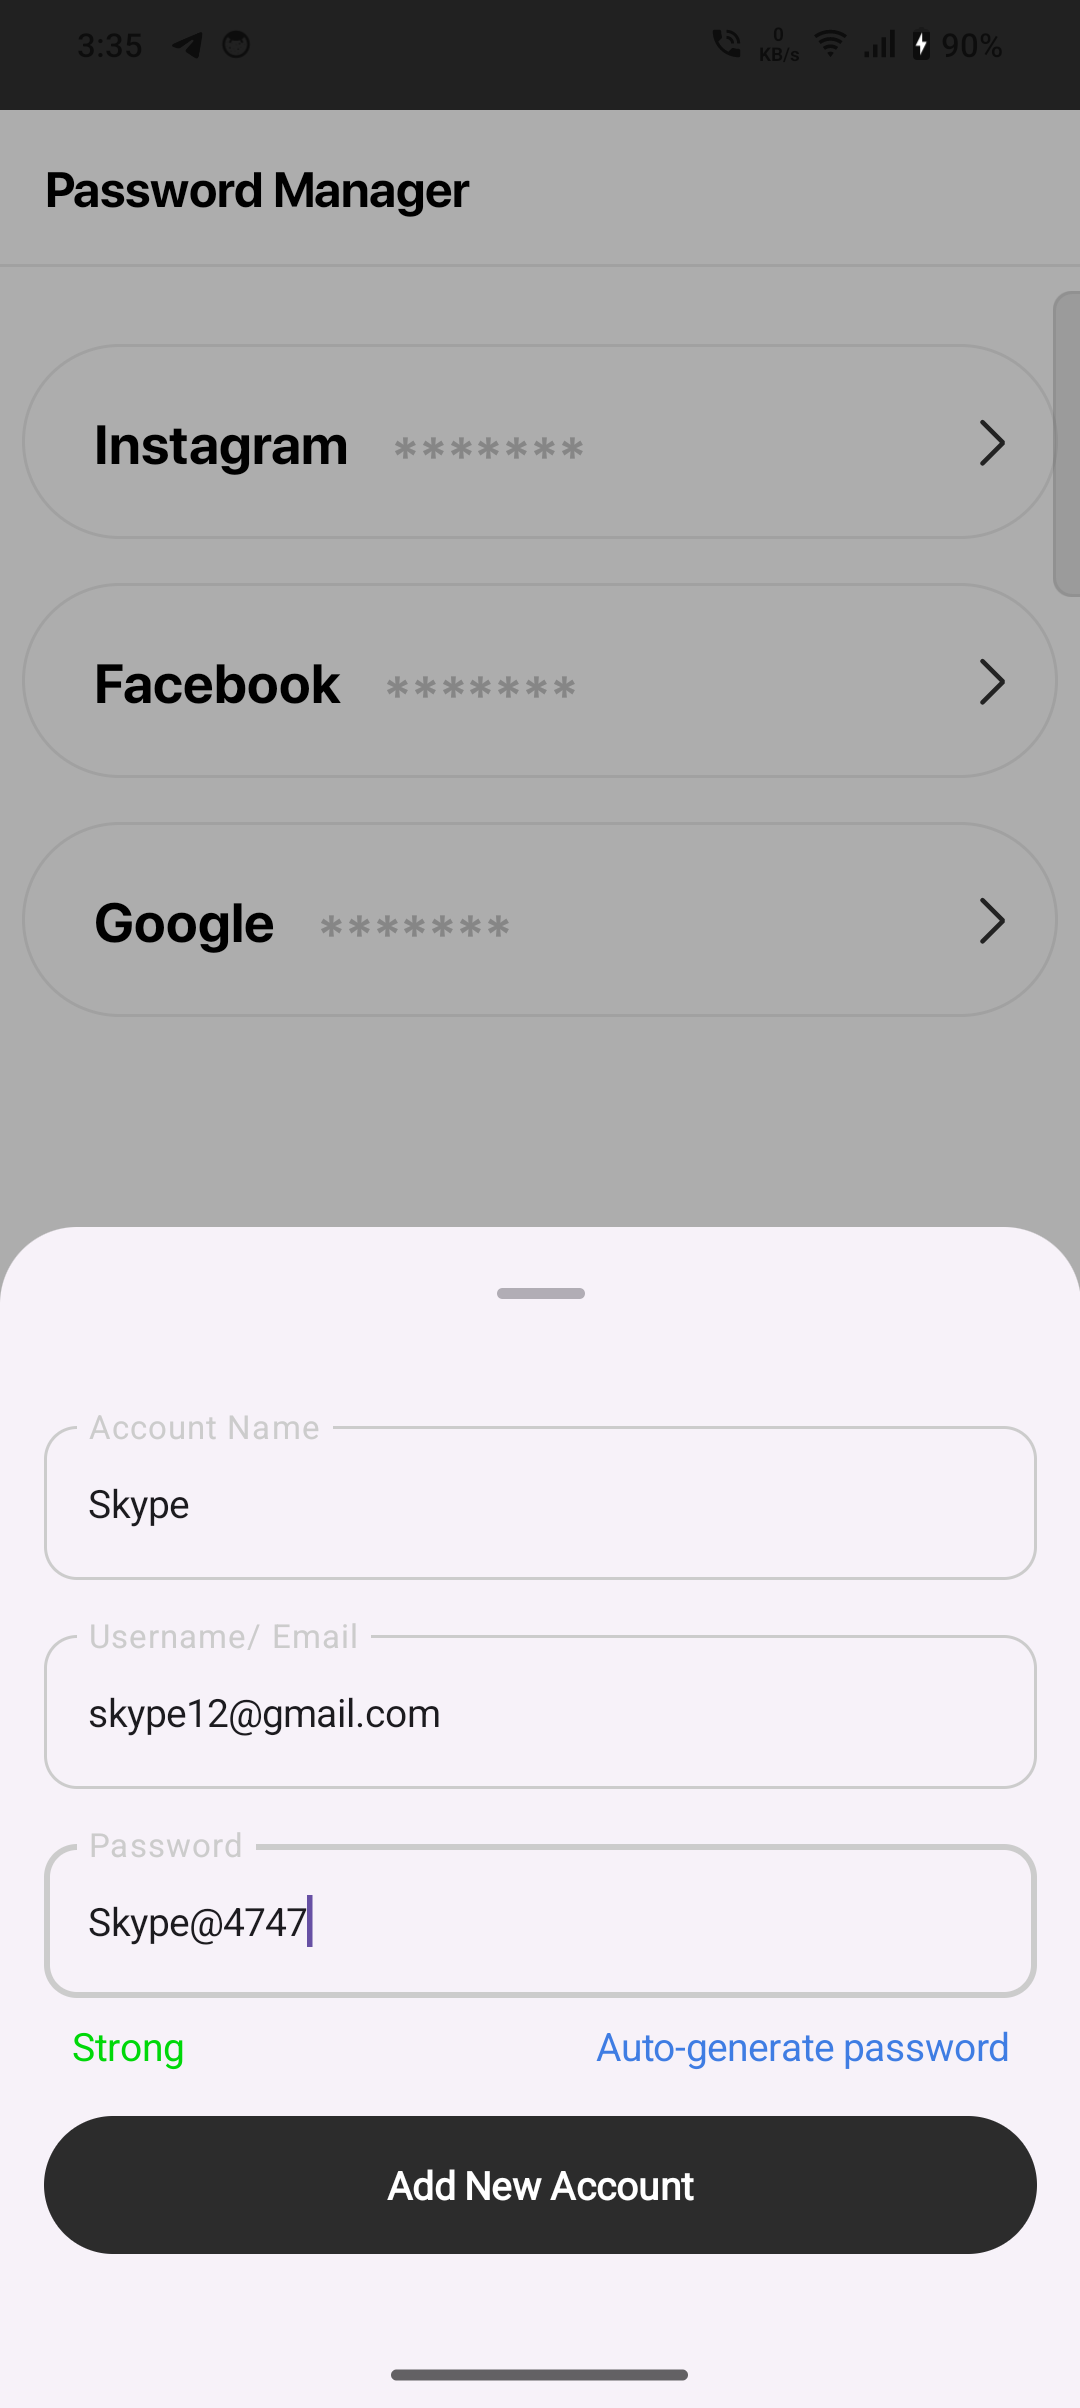 3:35 0 KB/s 90%
Password Manager
Instagram *******
Facebook *******
Google *******
Account Name
Skype
Username/ Email
skype12@gmail.com
Password
Skype@4747
Strong Auto-generate password
Add New Account